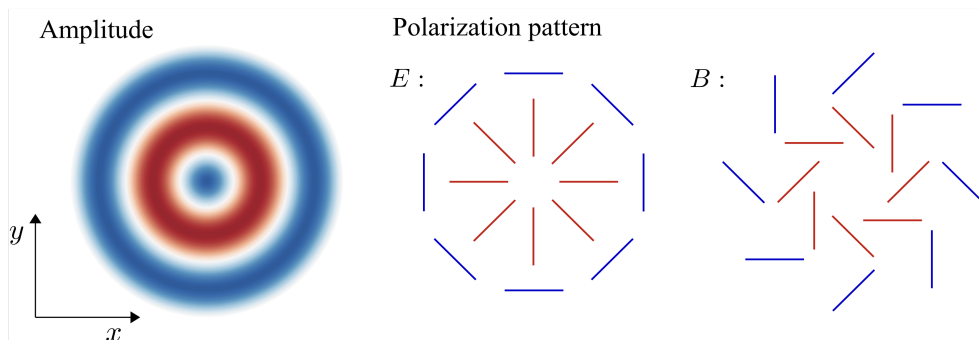 Amplitude
Polarization pattern
E :
B :
y
x